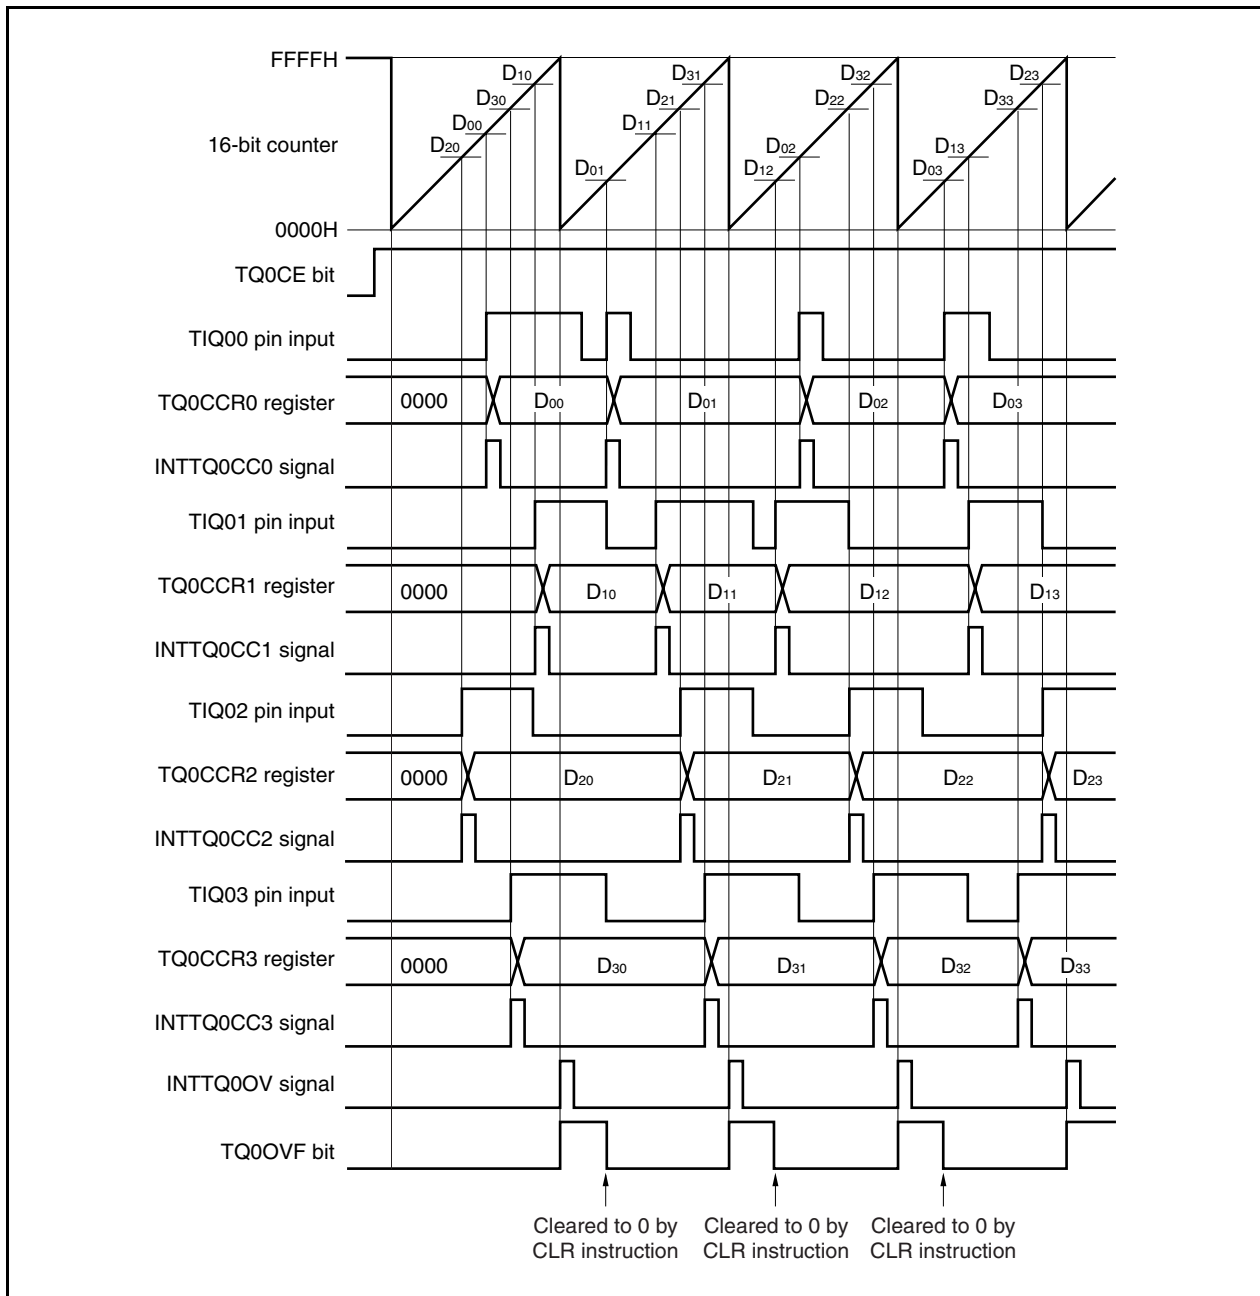 FFFFH
D10 D31 D32 D23
D30 D21 D22 D33
D00 D11
16-bit counter
D20 D02 D13
D01 D12 D03
0000H
TQ0CE bit
TIQ00 pin input
TQ0CCR0 register 0000 D00 D01 D02 D03
INTTQ0CC0 signal
TIQ01 pin input
TQ0CCR1 register 0000 D10 D11 D12 D13
INTTQ0CC1 signal
TIQ02 pin input
TQ0CCR2 register 0000 D20 D21 D22 D23
INTTQ0CC2 signal
TIQ03 pin input
TQ0CCR3 register 0000 D30 D31 D32 D33
INTTQ0CC3 signal
INTTQ0OV signal
TQ0OVF bit
Cleared to 0 by
CLR instruction
Cleared to 0 by
CLR instruction
Cleared to 0 by
CLR instruction